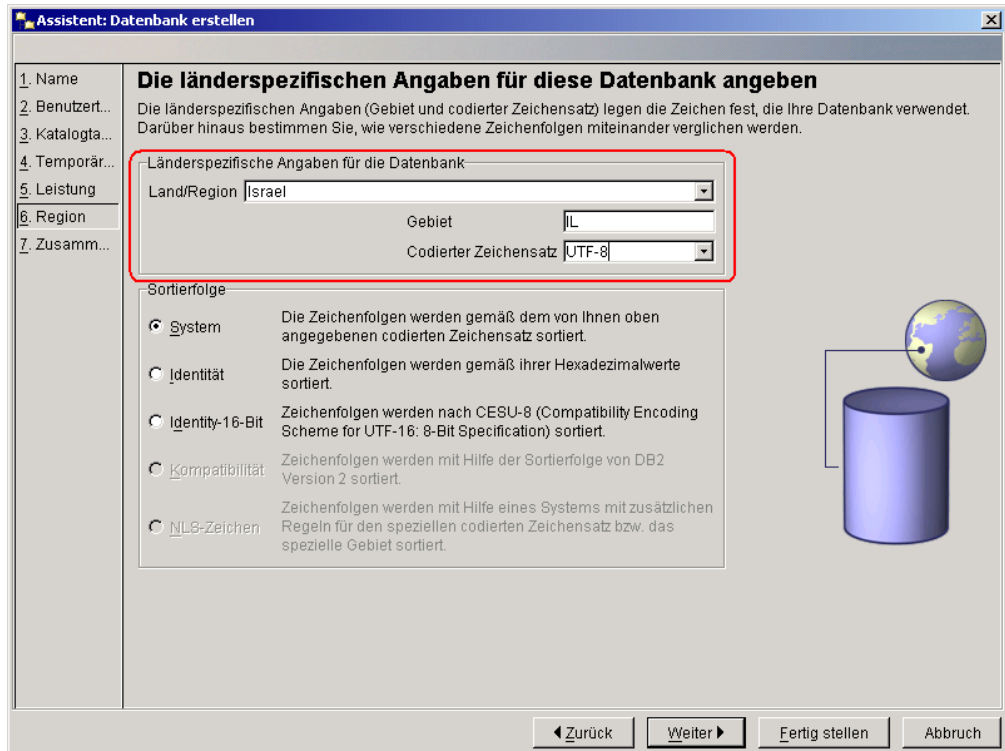 Assistent: Datenbank erstellen
1. Name
2. Benutzert...
3. Katalogta...
4. Temporär...
5. Leistung
6. Region
7. Zusamm...
Die länderspezifischen Angaben für diese Datenbank angeben
Die länderspezifischen Angaben (Gebiet und codierter Zeichensatz) legen die Zeichen fest, die Ihre Datenbank verwendet.
Darüber hinaus bestimmen Sie, wie verschiedene Zeichenfolgen miteinander verglichen werden.
Länderspezifische Angaben für die Datenbank
Land/Region Israel
Gebiet IL
Codierter Zeichensatz UTF-8
Sortierfolge
System Die Zeichenfolgen werden gemäß dem von Ihnen oben
angegebenen codierten Zeichensatz sortiert.
Identität Die Zeichenfolgen werden gemäß ihrer Hexadezimalwerte
sortiert.
Identity-16-Bit Zeichenfolgen werden nach CESU-8 (Compatibility Encoding
Scheme for UTF-16: 8-Bit Specification) sortiert.
Kompatibilität Zeichenfolgen werden mit Hilfe der Sortierfolge von DB2
Version 2 sortiert.
NLS-Zeichen Zeichenfolgen werden mit Hilfe eines Systems mit zusätzlichen
Regeln für den speziellen codierten Zeichensatz bzw. das
spezielle Gebiet sortiert.
Zurück Weiter Fertig stellen Abbruch